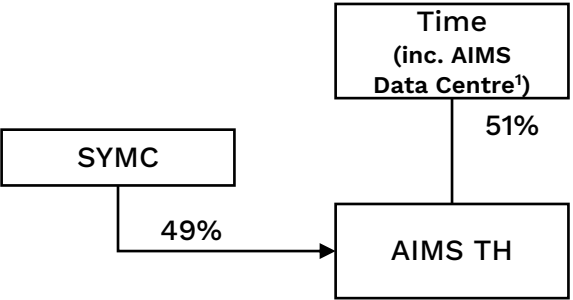 Time
(inc. AIMS
Data Centre¹)
51%
SYMC
49%
AIMS TH